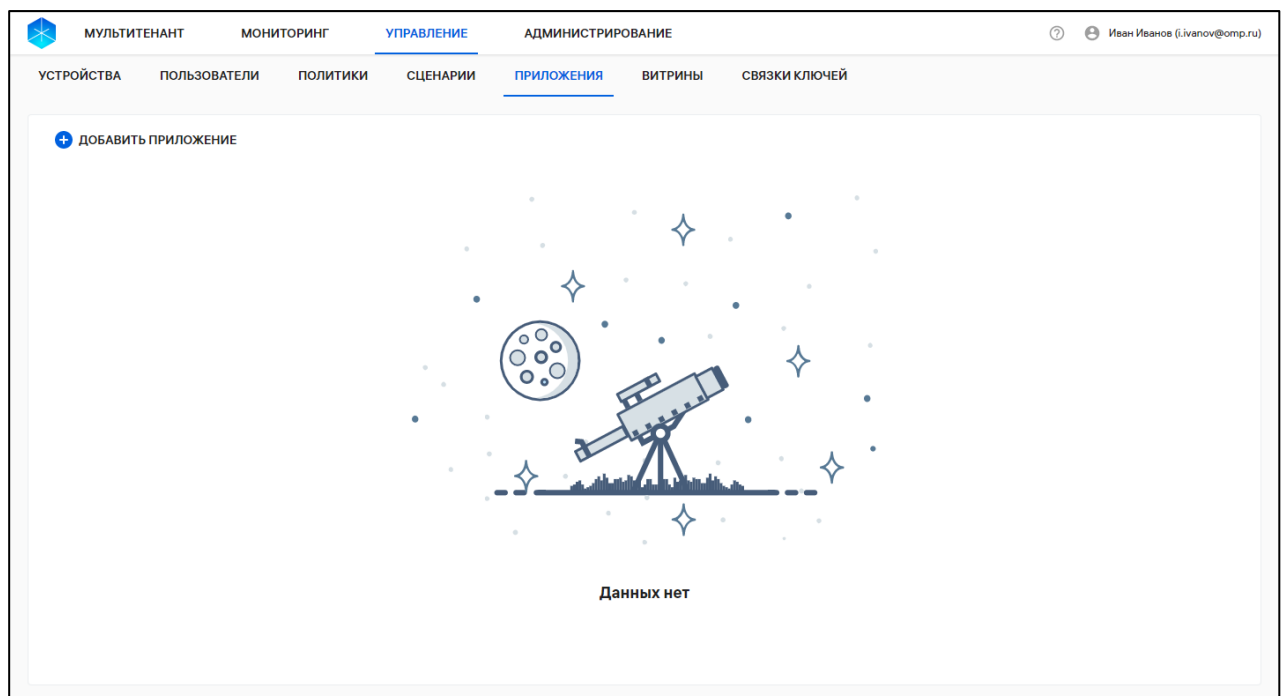 МУЛЬТИТЕНАНТ МОНИТОРИНГ УПРАВЛЕНИЕ АДМИНИСТРИРОВАНИЕ ? Иван Иванов (i.ivanov@omp.ru)
УСТРОЙСТВА ПОЛЬЗОВАТЕЛИ ПОЛИТИКИ СЦЕНАРИИ ПРИЛОЖЕНИЯ ВИТРИНЫ СВЯЗКИ КЛЮЧЕЙ
ДОБАВИТЬ ПРИЛОЖЕНИЕ
Данных нет